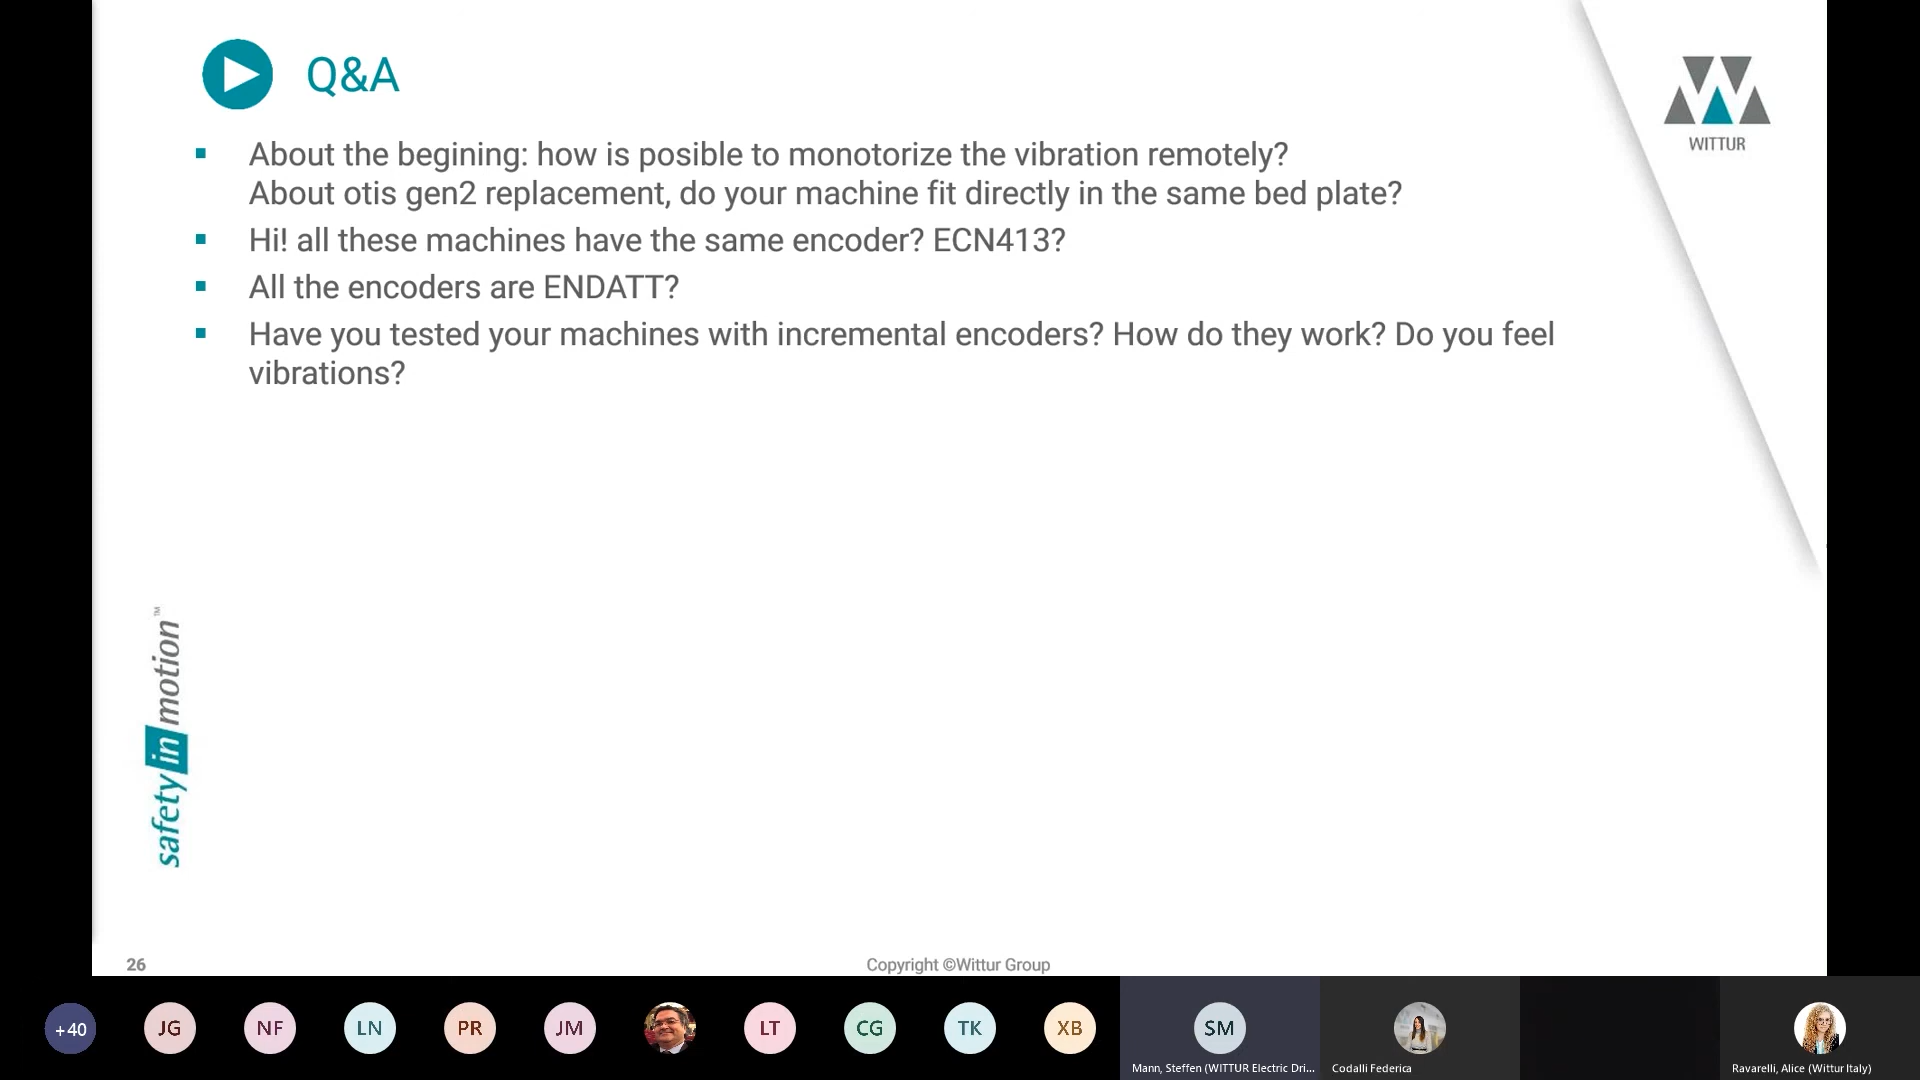 Q&A
WITTUR
About the begining: how is posible to monotorize the vibration remotely?
About otis gen2 replacement, do your machine fit directly in the same bed plate?
Hi! all these machines have the same encoder? ECN413?
All the encoders are ENDATT?
Have you tested your machines with incremental encoders? How do they work? Do you feel
vibrations?
safety in motion™
26
Copyright ©Wittur Group
+40
JG
NF
LN
PR
JM
LT
CG
TK
XB
SM
Mann, Steffen (WITTUR Electric Dri...
Codalli Federica
Ravarelli, Alice (Wittur Italy)